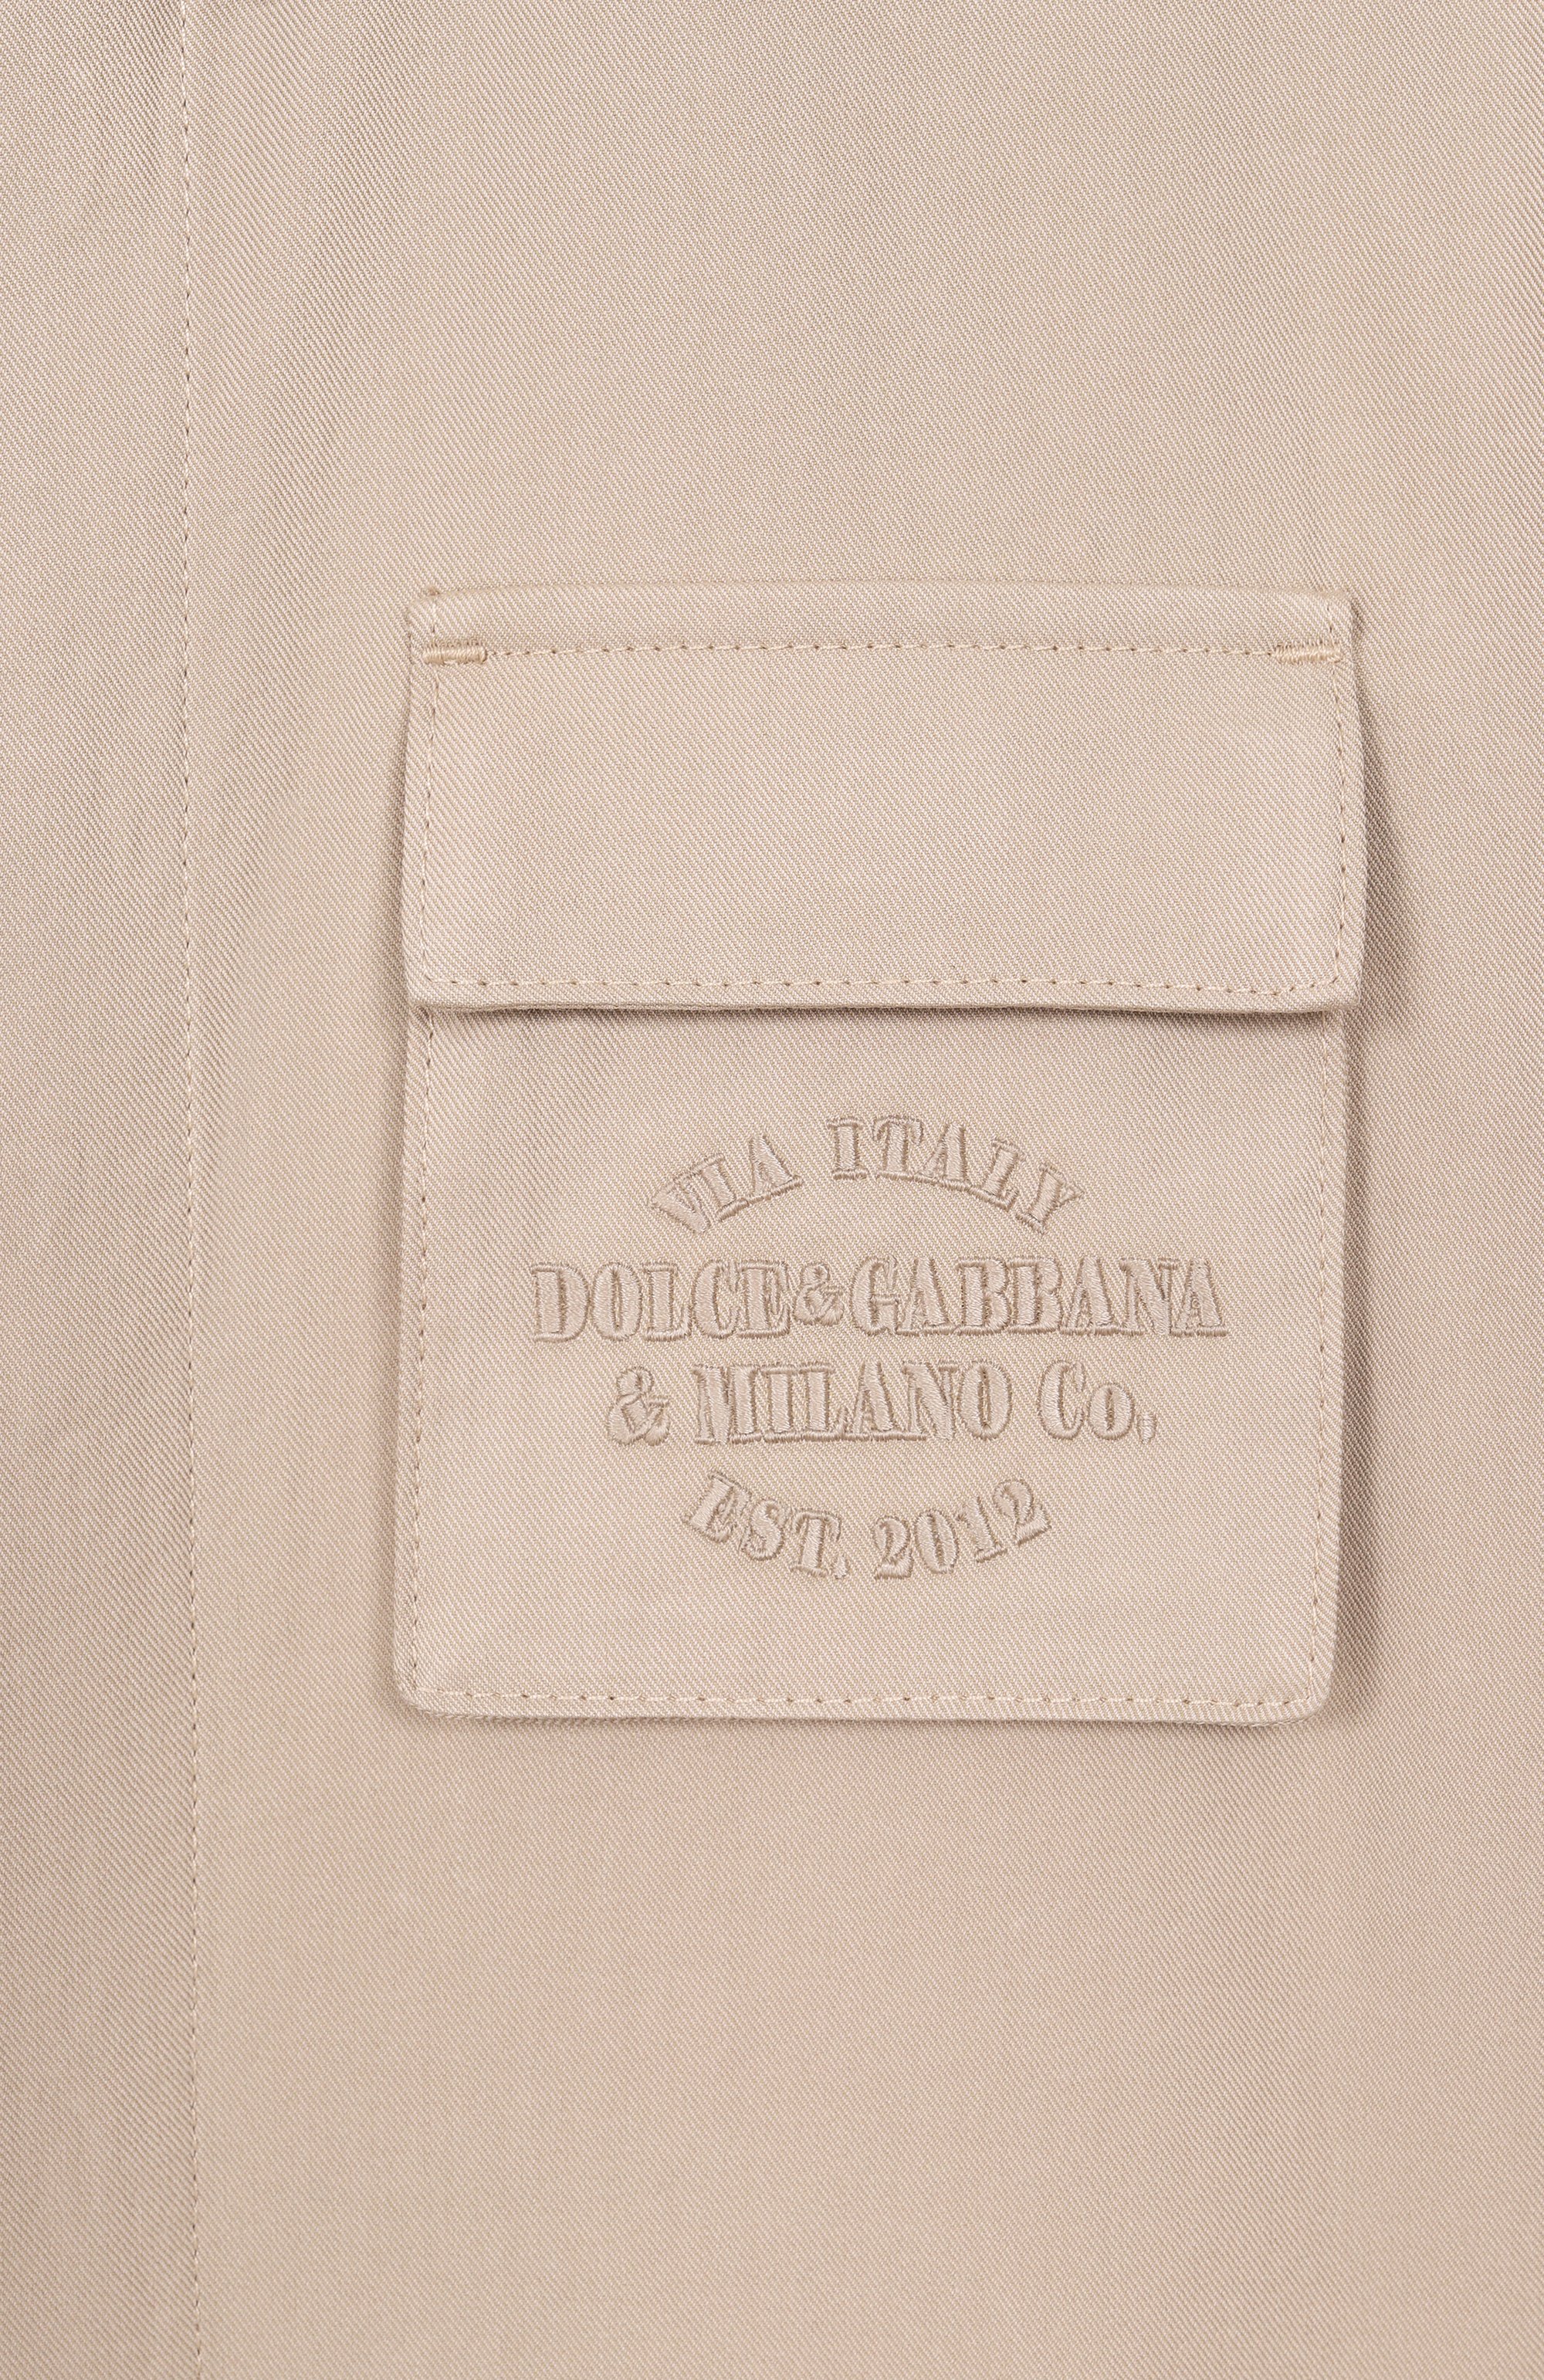 VIA ITALY
DOLCE&GABBANA
& MILANO Co.
EST. 2012